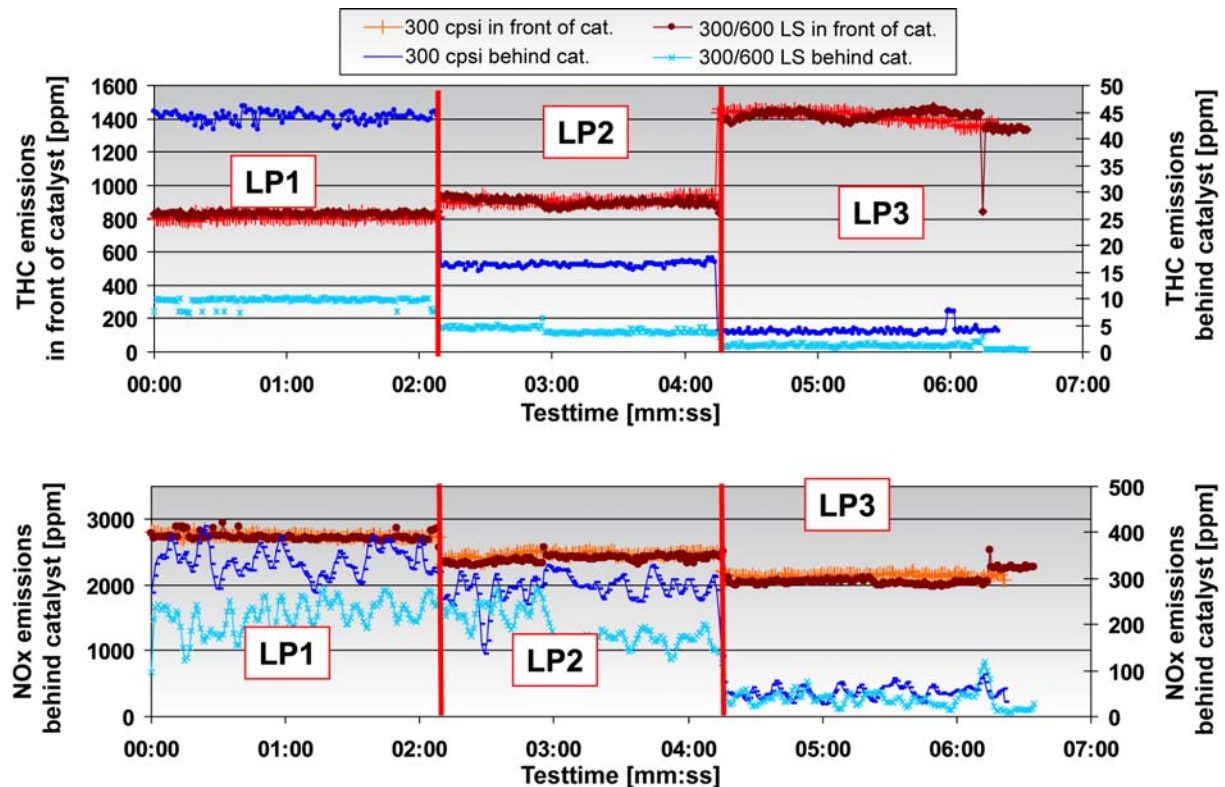 300 cpsi in front of cat.
300/600 LS in front of cat.
300 cpsi behind cat.
300/600 LS behind cat.
THC emissions
in front of catalyst [ppm]
1600
1400
1200
1000
800
600
400
200
0
LP1
LP2
LP3
50
45
40
35
30
25
20
15
10
5
0
THC emissions
behind catalyst [ppm]
00:00
01:00
02:00
03:00
04:00
05:00
06:00
07:00
Testtime [mm:ss]
NOx emissions
behind catalyst [ppm]
3000
2000
1000
0
LP1
LP2
LP3
500
400
300
200
100
0
NOx emissions
behind catalyst [ppm]
00:00
01:00
02:00
03:00
04:00
05:00
06:00
07:00
Testtime [mm:ss]